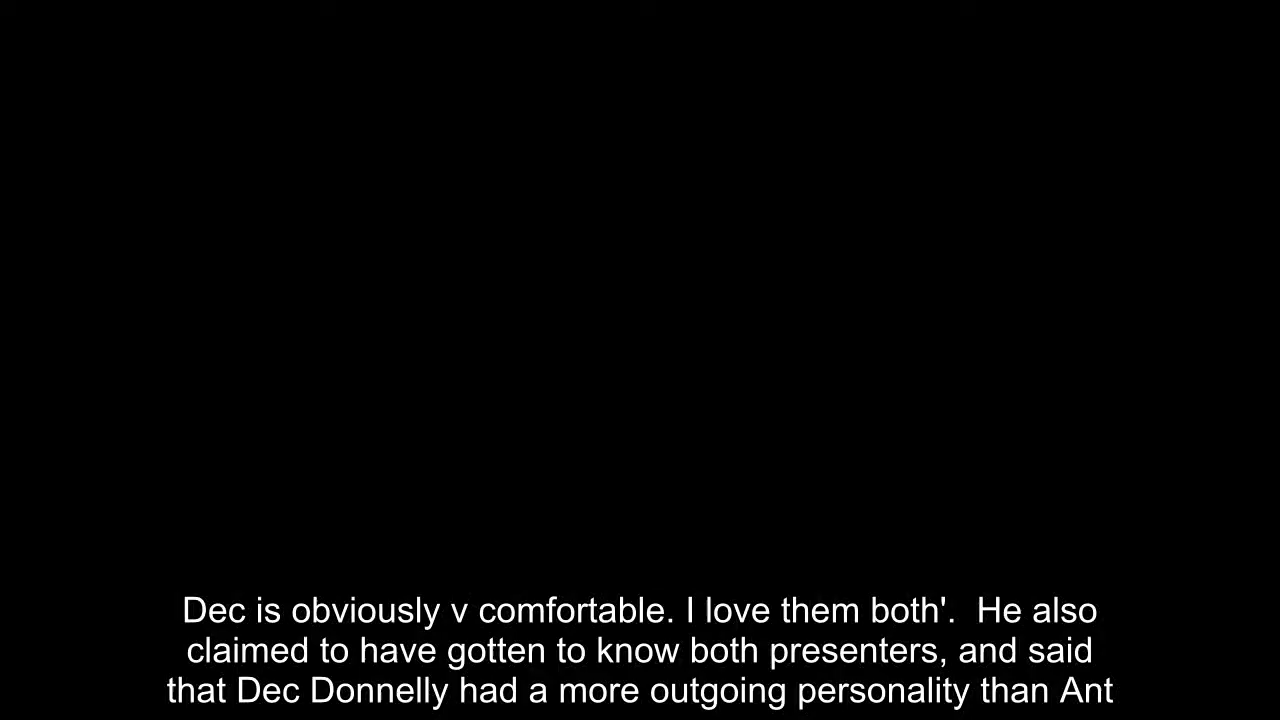 Dec is obviously v comfortable. I love them both'.  He also
claimed to have gotten to know both presenters, and said
that Dec Donnelly had a more outgoing personality than Ant